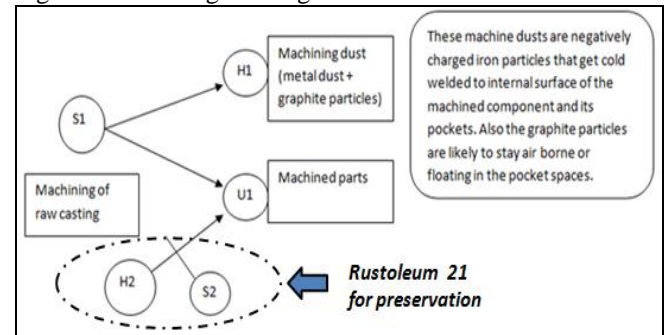 H1
Machining dust
(metal dust +
graphite particles)
These machine dusts are negatively
charged iron particles that get cold
welded to internal surface of the
machined component and its
pockets. Also the graphite particles
are likely to stay air borne or
floating in the pocket spaces.
S1
U1
Machined parts
Machining of
raw casting
H2
S2
Rustoleum 21
for preservation